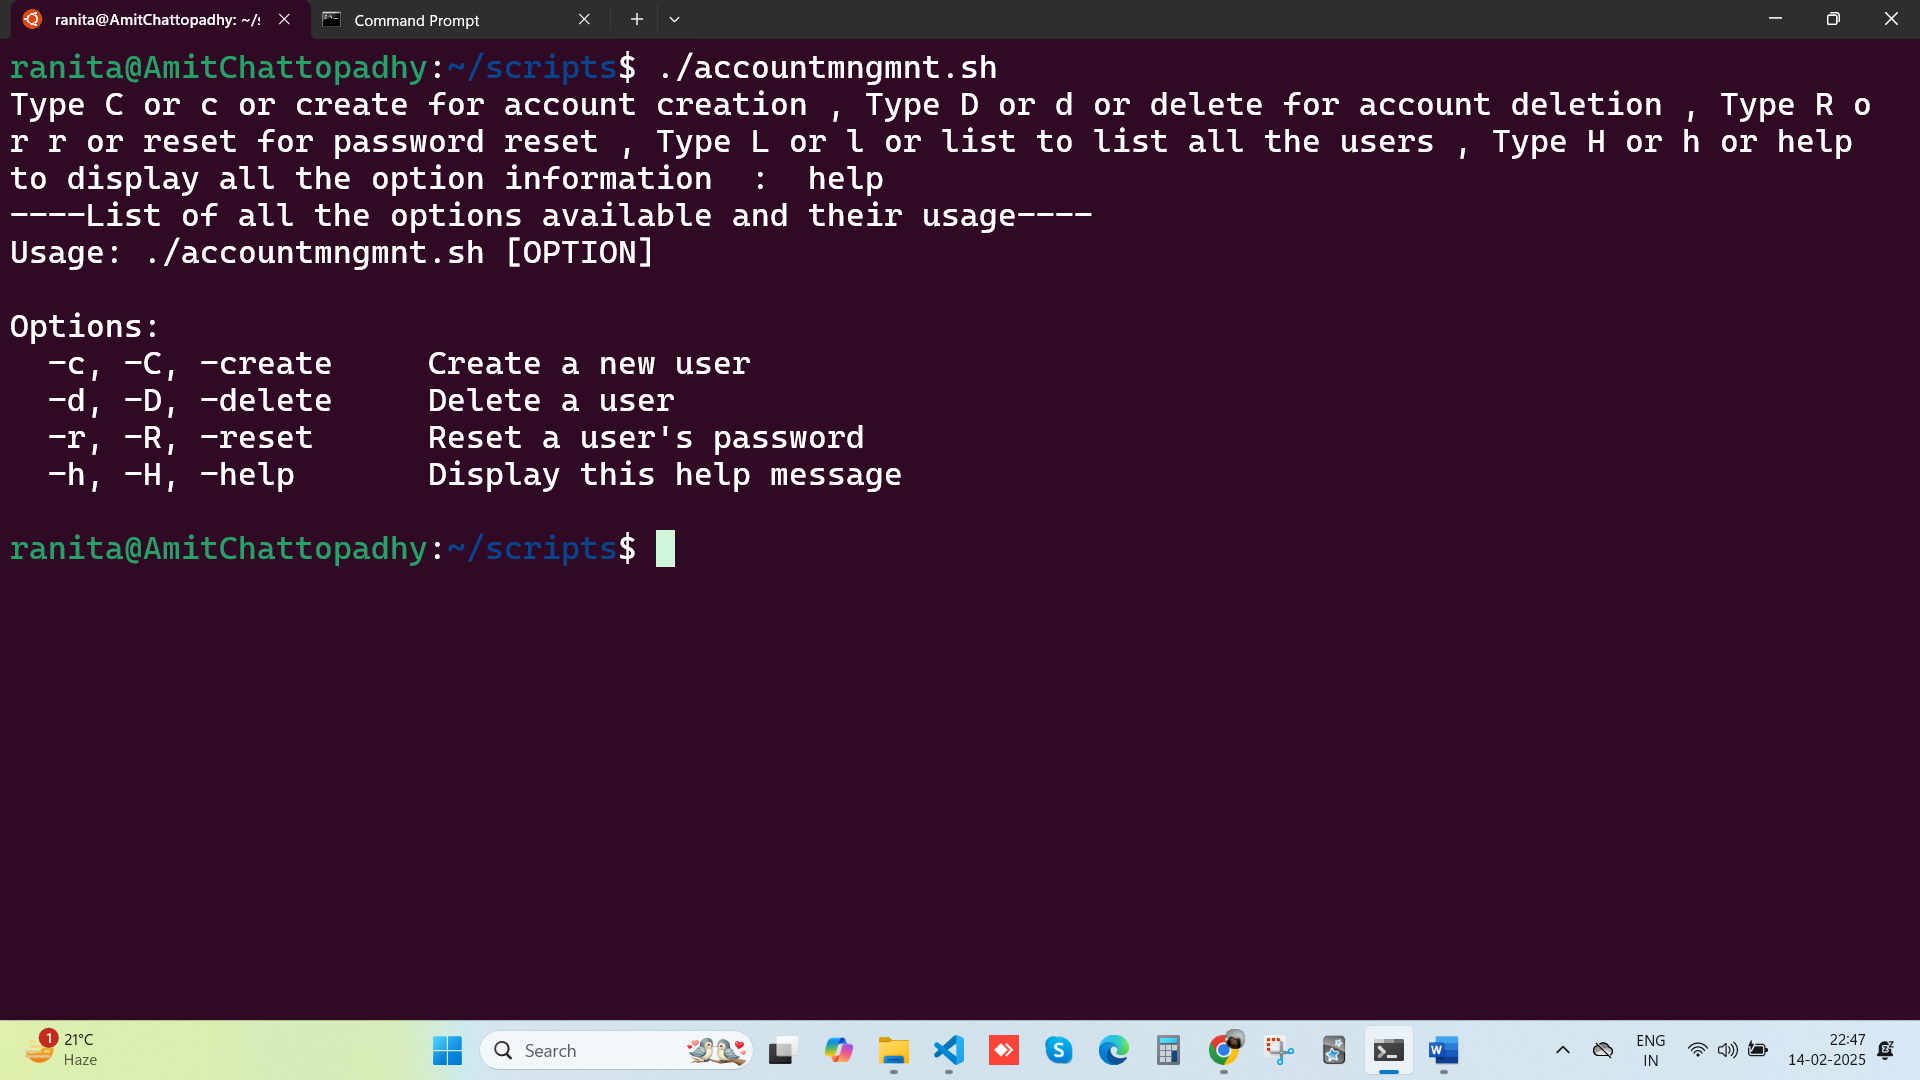 ranita@AmitChattopadhy: ~/s
Command Prompt
ranita@AmitChattopadhy:~/scripts$ ./accountmngmnt.sh
Type C or c or create for account creation , Type D or d or delete for account deletion , Type R o
r r or reset for password reset , Type L or l or list to list all the users , Type H or h or help
to display all the option information  :  help
----List of all the options available and their usage----
Usage: ./accountmngmnt.sh [OPTION]
Options:
  -c, -C, -create     Create a new user
  -d, -D, -delete     Delete a user
  -r, -R, -reset      Reset a user's password
  -h, -H, -help       Display this help message
ranita@AmitChattopadhy:~/scripts$
1
21°C
Haze
Search
ENG
IN
22:47
14-02-2025